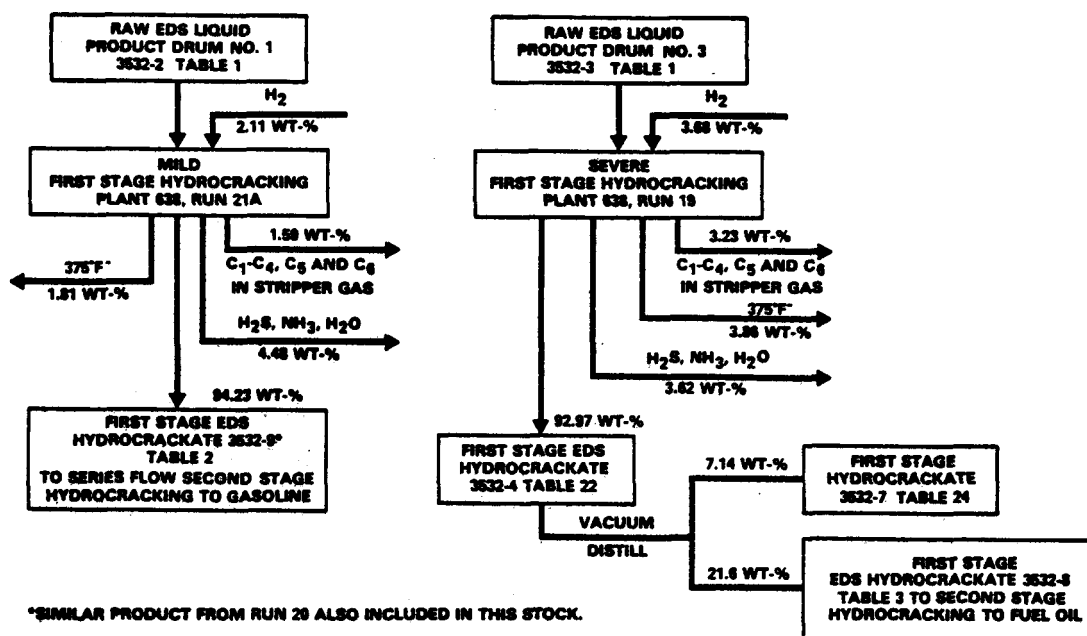 RAW EDS LIQUID
PRODUCT DRUM NO. 1
3532-2 TABLE 1
H2
2.11 WT-%
MILD
FIRST STAGE HYDROCRACKING
PLANT 638, RUN 21A
1.59 WT-%
C1-C4, C5 AND C6
IN STRIPPER GAS
375°F-
1.81 WT-%
H2S, NH3, H2O
4.48 WT-%
94.23 WT-%
FIRST STAGE EDS
HYDROCRACKATE 3532-9*
TABLE 2
TO SERIES FLOW SECOND STAGE
HYDROCRACKING TO GASOLINE
RAW EDS LIQUID
PRODUCT DRUM NO. 3
3532-3 TABLE 1
H2
3.68 WT-%
SEVERE
FIRST STAGE HYDROCRACKING
PLANT 638, RUN 19
3.23 WT-%
C1-C4, C5 AND C6
IN STRIPPER GAS
375°F-
3.86 WT-%
H2S, NH3, H2O
3.62 WT-%
92.97 WT-%
FIRST STAGE EDS
HYDROCRACKATE
3532-4 TABLE 22
VACUUM
DISTILL
7.14 WT-%
FIRST STAGE
HYDROCRACKATE
3532-7 TABLE 24
21.6 WT-%
FIRST STAGE
EDS HYDROCRACKATE 3532-8
TABLE 3 TO SECOND STAGE
HYDROCRACKING TO FUEL OIL
*SIMILAR PRODUCT FROM RUN 20 ALSO INCLUDED IN THIS STOCK.